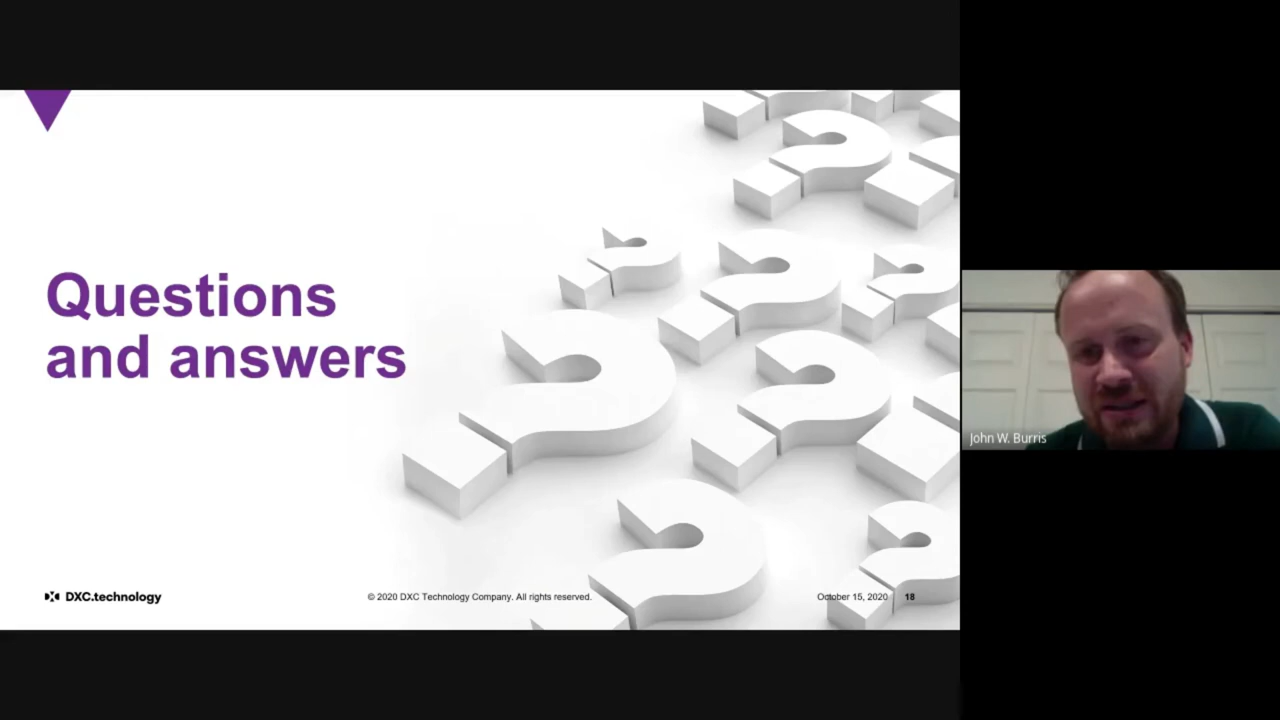 Questions
and answers
DXC.technology
© 2020 DXC Technology Company. All rights reserved.
October 15, 2020 18
John W. Burris